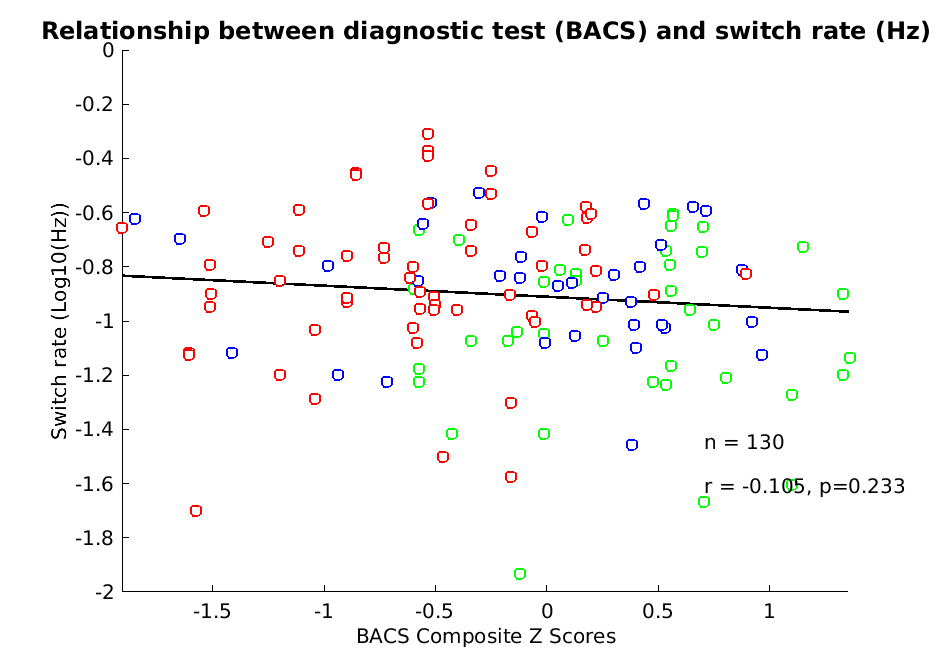 Relationship between diagnostic test (BACS) and switch rate (Hz)
0
-0.2
-0.4
-0.6
-0.8
-1
-1.2
-1.4
-1.6
-1.8
-2
Switch rate (Log10(Hz))
n = 130
r = -0.105, p=0.233
-1.5 -1 -0.5 0 0.5 1
BACS Composite Z Scores